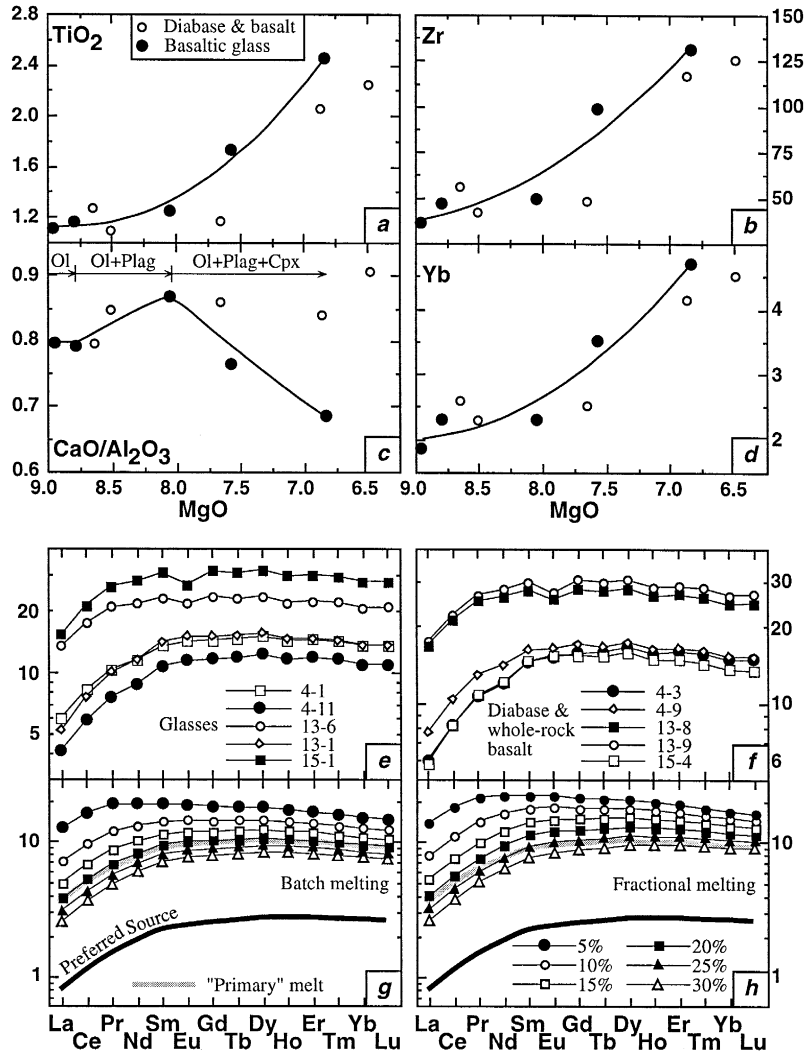 TiO2
Diabase & basalt
Basaltic glass
2.8
2.4
2.0
1.6
1.2
a
Zr
150
125
100
75
50
b
Ol
Ol+Plag
Ol+Plag+Cpx
0.9
0.8
0.7
0.6
CaO/Al2O3
c
9.0 8.5 8.0 7.5 7.0 6.5
MgO
Yb
4
3
2
d
9.0 8.5 8.0 7.5 7.0 6.5
MgO
20
10
5
Glasses
4-1
4-11
13-6
13-1
15-1
e
30
20
10
6
Diabase &
whole-rock
basalt
4-3
4-9
13-8
13-9
15-4
f
10
1
Batch melting
Preferred Source
"Primary" melt
g
La Ce Pr Nd Sm Eu Gd Tb Dy Ho Er Tm Yb Lu
10
1
Fractional melting
5%
10%
15%
20%
25%
30%
h
La Ce Pr Nd Sm Eu Gd Tb Dy Ho Er Tm Yb Lu